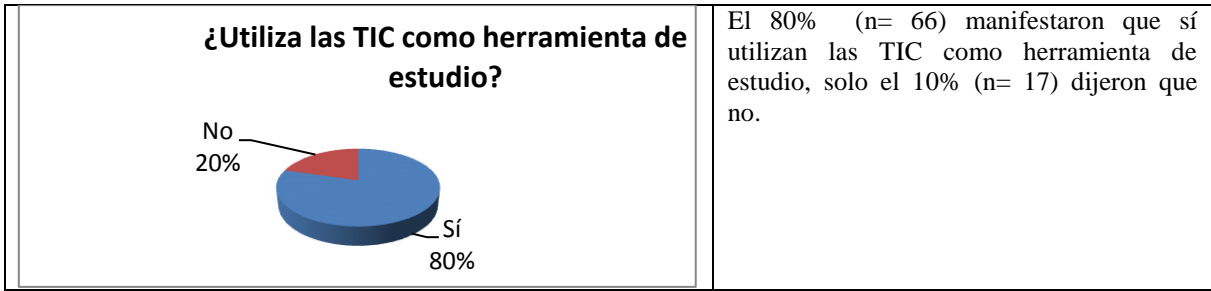 ¿Utiliza las TIC como herramienta de
estudio?
No
20%
Sí
80%
El 80% (n= 66) manifestaron que sí
utilizan las TIC como herramienta de
estudio, solo el 10% (n= 17) dijeron que
no.